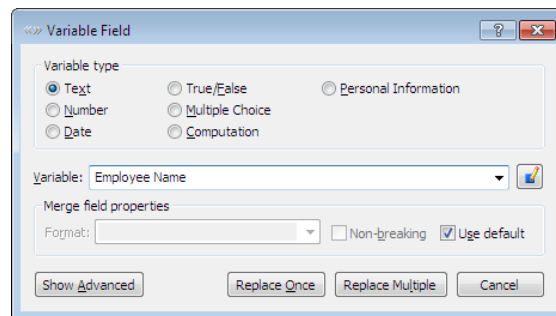 «»» Variable Field
Variable type
Text True/False Personal Information
Number Multiple Choice
Date Computation
Variable: Employee Name
Merge field properties
Format: Non-breaking Use default
Show Advanced Replace Once Replace Multiple Cancel